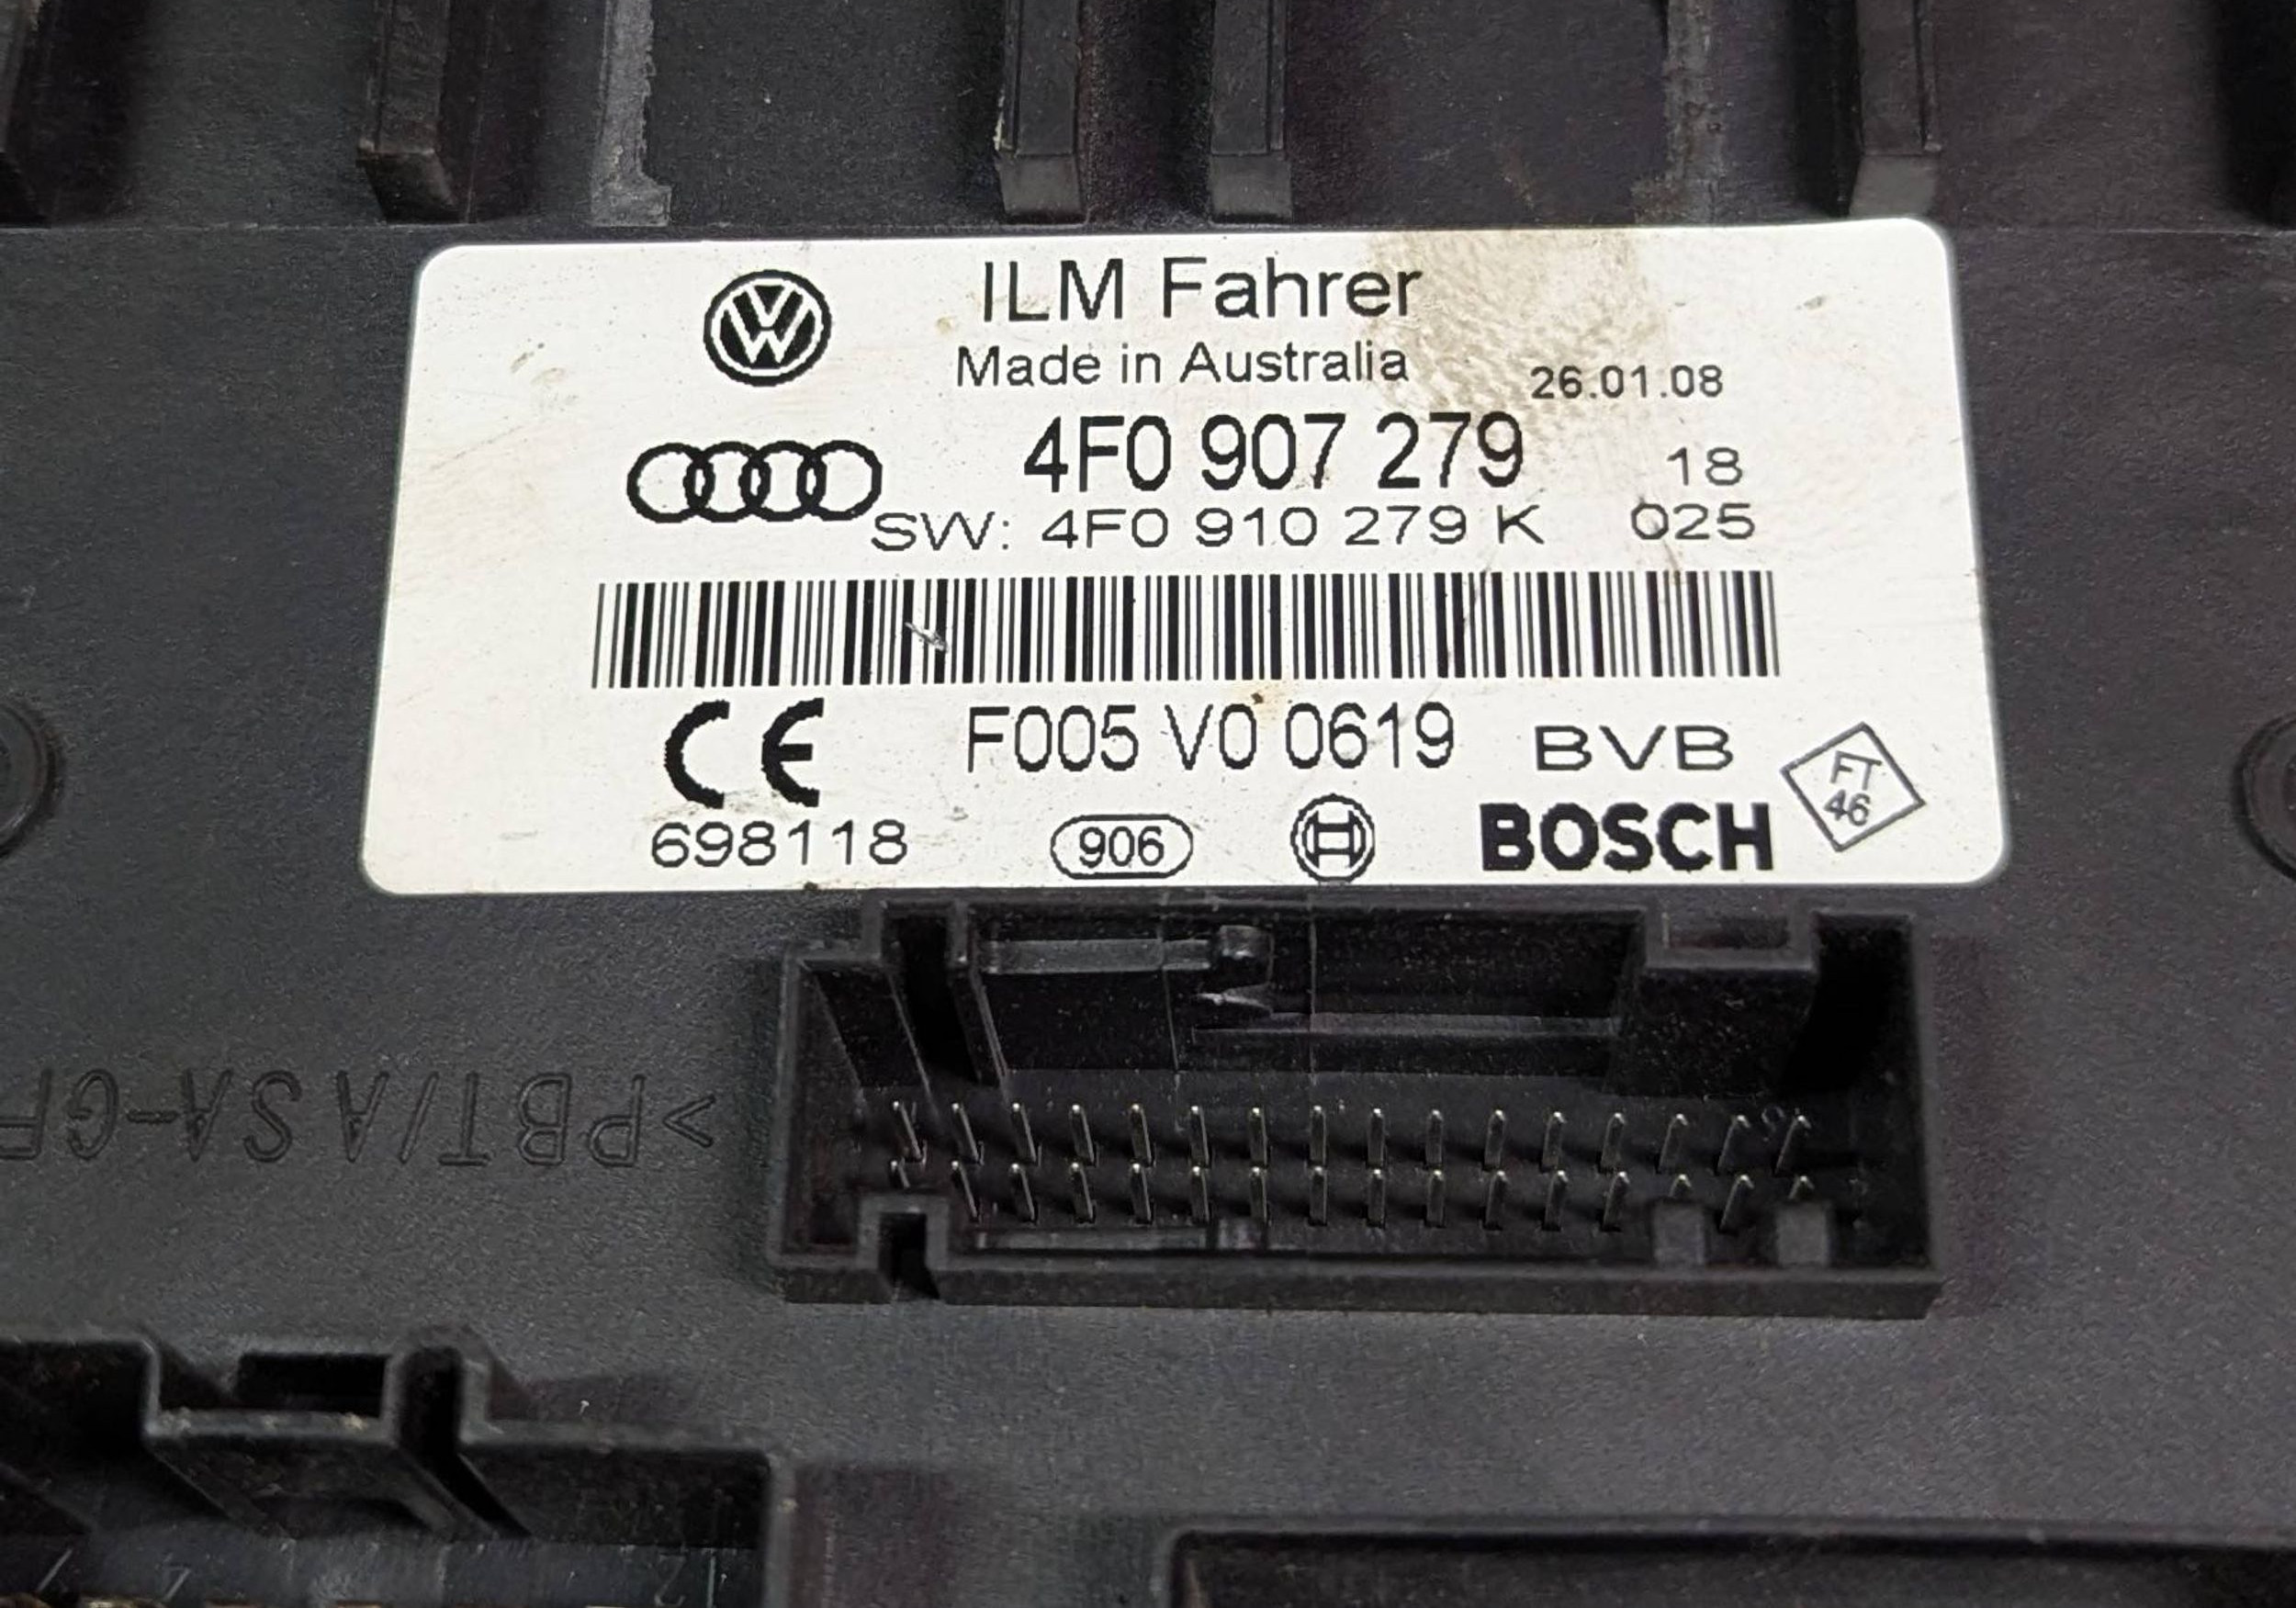 ILM Fahrer
Made in Australia 26.01.08
4F0 907 279 18
SW: 4F0 910 279 K 025
CE F005 V0 0619 BVB
FT
46
698118 906 BOSCH
>PBT/ASA-GF